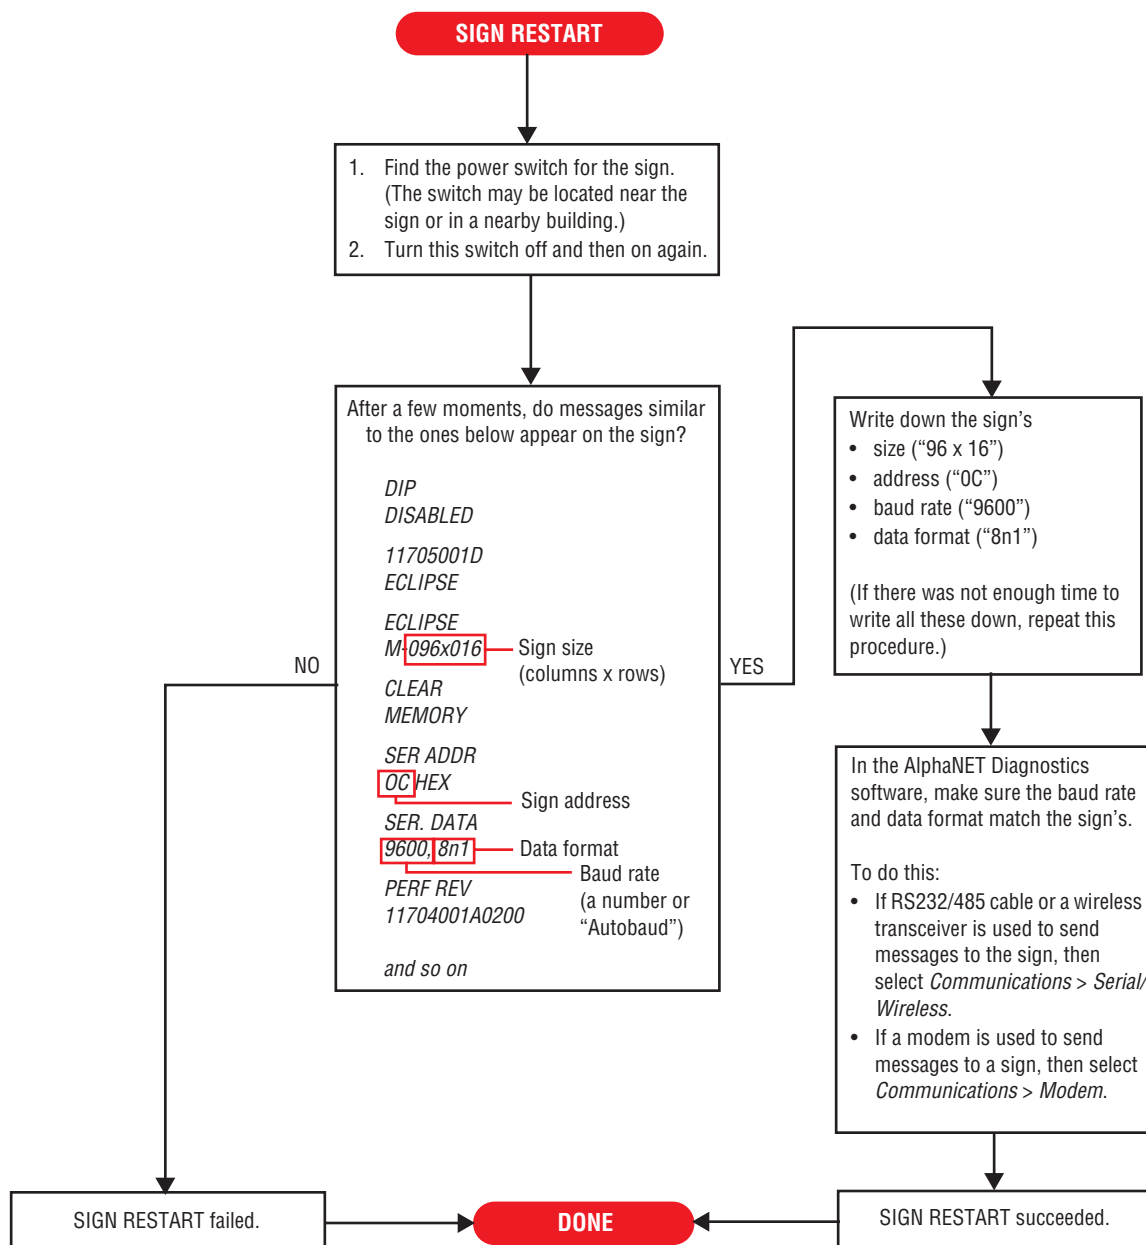 SIGN RESTART
1. Find the power switch for the sign.
(The switch may be located near the
sign or in a nearby building.)
2. Turn this switch off and then on again.
After a few moments, do messages similar
to the ones below appear on the sign?
DIP
DISABLED
11705001D
ECLIPSE
ECLIPSE
M-096x016
Sign size
(columns x rows)
CLEAR
MEMORY
SER ADDR
0C HEX
Sign address
SER. DATA
9600, 8n1
Data format
Baud rate
(a number or
“Autobaud”)
PERF REV
11704001A0200
and so on
NO
YES
Write down the sign’s
• size (“96 x 16”)
• address (“0C”)
• baud rate (“9600”)
• data format (“8n1”)
(If there was not enough time to
write all these down, repeat this
procedure.)
In the AlphaNET Diagnostics
software, make sure the baud rate
and data format match the sign’s.
To do this:
• If RS232/485 cable or a wireless
transceiver is used to send
messages to the sign, then
select Communications > Serial/
Wireless.
• If a modem is used to send
messages to a sign, then select
Communications > Modem.
SIGN RESTART failed.
DONE
SIGN RESTART succeeded.